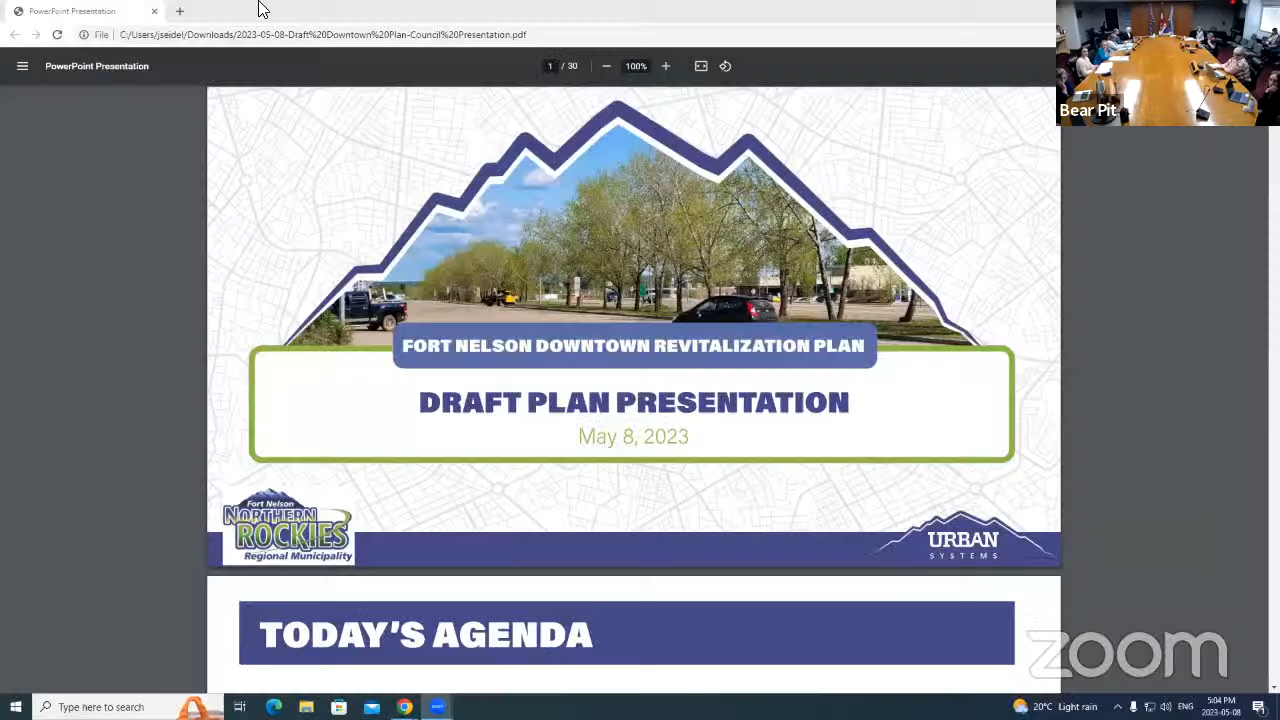 PowerPoint Presentation
File
C:/Users/jseidel/Downloads/2023-05-08-Draft%20Downtown%20Plan-Council%20Presentation.pdf
PowerPoint Presentation
1 / 30
100%
Bear Pit
FORT NELSON DOWNTOWN REVITALIZATION PLAN
DRAFT PLAN PRESENTATION
May 8, 2023
Fort Nelson
NORTHERN
ROCKIES
Regional Municipality
URBAN
SYSTEMS
TODAY'S AGENDA
zoom
Type here to search
20°C Light rain
ENG
5:04 PM
2023-05-08